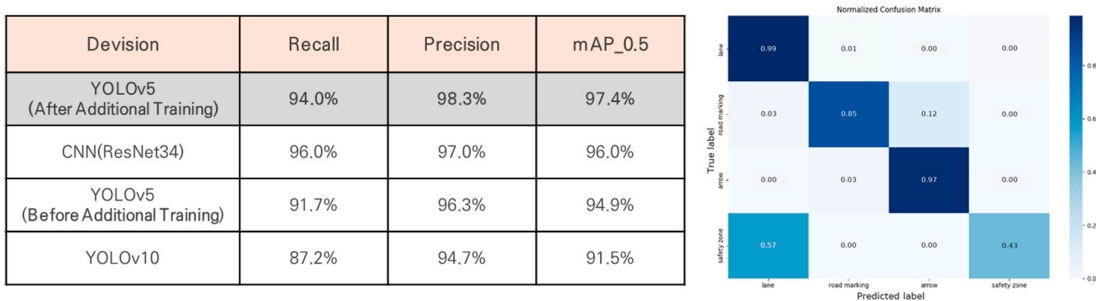 Devision Recall Precision mAP_0.5
YOLOv5
(After Additional Training) 94.0% 98.3% 97.4%
CNN(ResNet34) 96.0% 97.0% 96.0%
YOLOv5
(Before Additional Training) 91.7% 96.3% 94.9%
YOLOv10 87.2% 94.7% 91.5%
Normalized Confusion Matrix
True label
lane 0.99 0.01 0.00 0.00
road marking 0.03 0.85 0.12 0.00
arrow 0.00 0.03 0.97 0.00
safety zone 0.57 0.00 0.00 0.43
lane road marking arrow safety zone
Predicted label
0.8
0.6
0.4
0.2
0.0